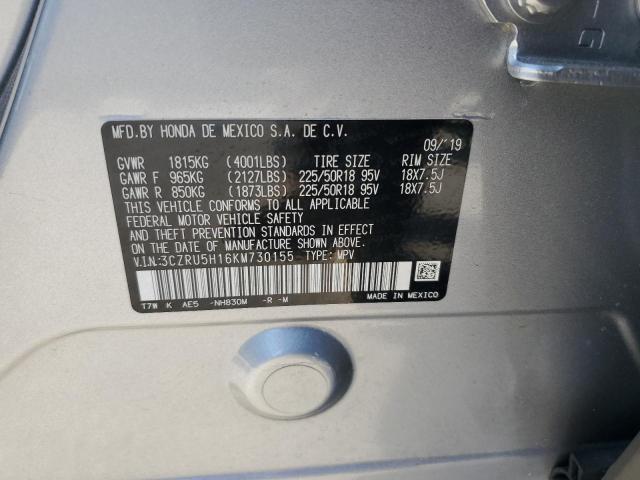 MFD.BY HONDA DE MEXICO S.A. DE C.V.
09/'19
GVWR 1815KG (4001LBS) TIRE SIZE RIM SIZE
GAWR F 965KG (2127LBS) 225/50R18 95V 18X7.5J
GAWR R 850KG (1873LBS) 225/50R18 95V 18X7.5J
THIS VEHICLE CONFORMS TO ALL APPLICABLE
FEDERAL MOTOR VEHICLE SAFETY
AND THEFT PREVENTION STANDARDS IN EFFECT
ON THE DATE OF MANUFACTURE SHOWN ABOVE.
V.I.N:3CZRU5H16KM730155 TYPE: MPV
T7W K AE5 -NH830M -R -M MADE IN MEXICO
G